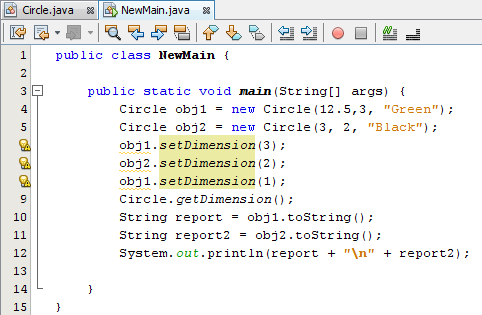 Circle.java NewMain.java
1 public class NewMain {
2
3 public static void main(String[] args) {
4 Circle obj1 = new Circle(12.5,3, "Green");
5 Circle obj2 = new Circle(3, 2, "Black");
obj1.setDimension(3);
obj2.setDimension(2);
obj1.setDimension(1);
9 Circle.getDimension();
10 String report = obj1.toString();
11 String report2 = obj2.toString();
12 System.out.println(report + "\n" + report2);
13
14 }
15 }